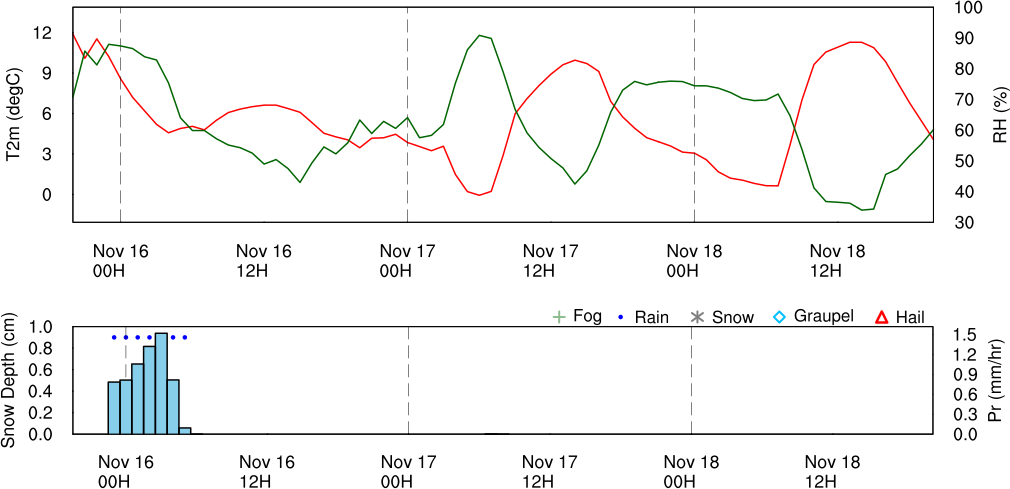 T2m (degC)
12
9
6
3
0
100
90
80
70
60
50
40
30
RH (%)
Nov 16 Nov 16 Nov 17 Nov 17 Nov 18 Nov 18
00H 12H 00H 12H 00H 12H
Fog Rain Snow Graupel Hail
Snow Depth (cm)
1.0
0.8
0.6
0.4
0.2
0.0
1.5
1.2
0.9
0.6
0.3
0.0
Pr (mm/hr)
Nov 16 Nov 16 Nov 17 Nov 17 Nov 18 Nov 18
00H 12H 00H 12H 00H 12H